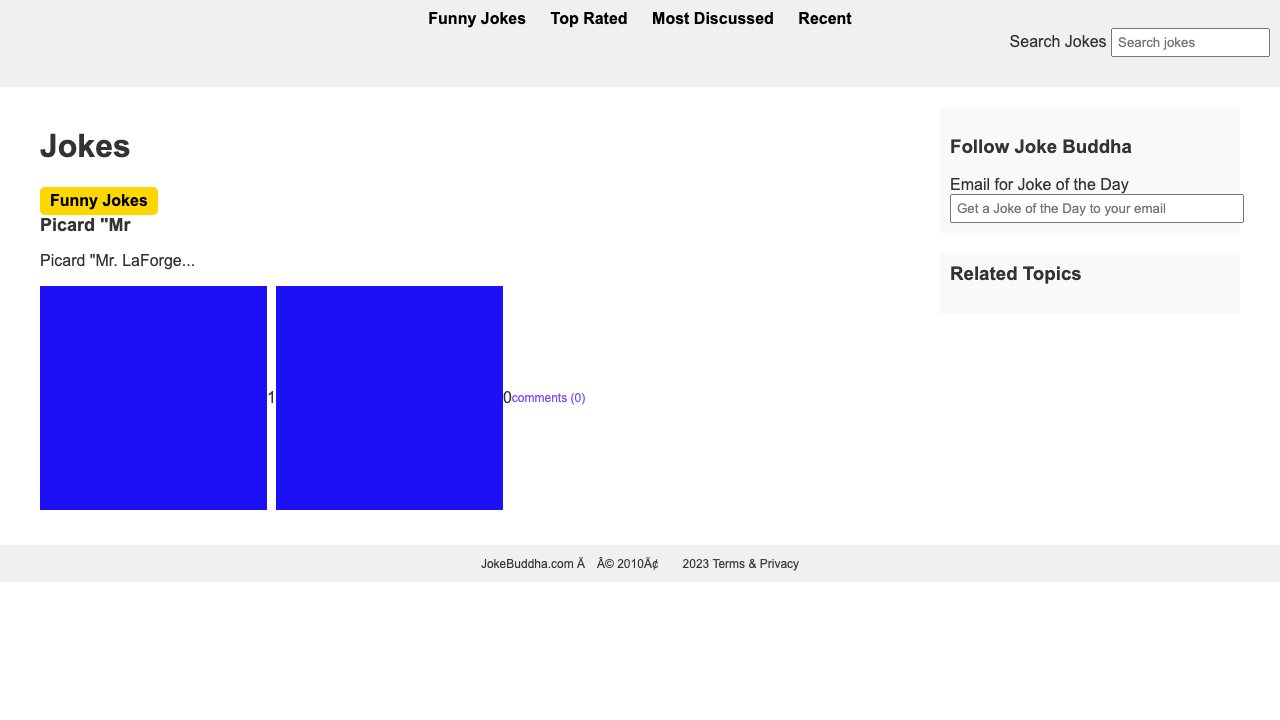 Funny Jokes Top Rated Most Discussed Recent
Search Jokes Search jokes
Jokes
Funny Jokes
Picard "Mr
Picard "Mr. LaForge...
1 0 comments (0)
Follow Joke Buddha
Email for Joke of the Day
Get a Joke of the Day to your email
Related Topics
JokeBuddha.com Ã Â© 2010Ã¢ 2023 Terms & Privacy